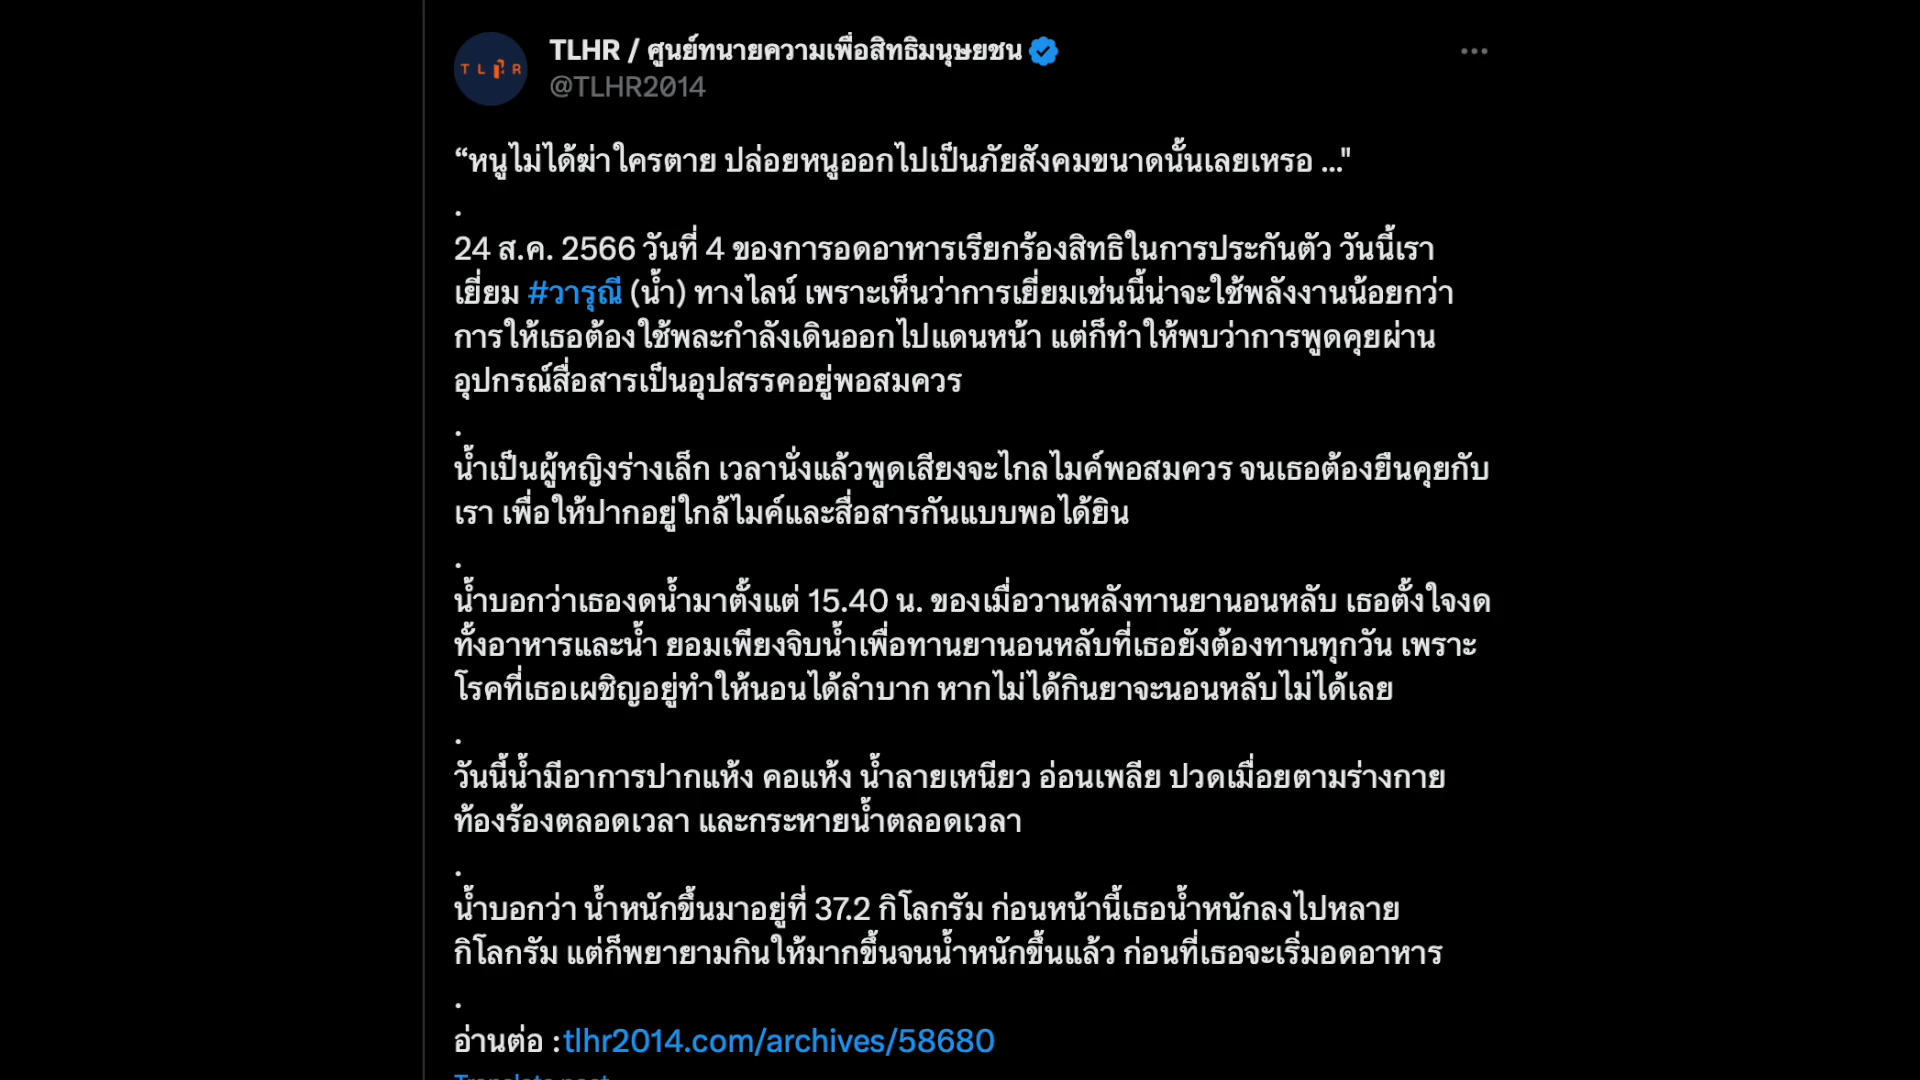 TLHR
TLHR / ศูนย์ทนายความเพื่อสิทธิมนุษยชน
@TLHR2014
“หนูไม่ได้ฆ่าใครตาย ปล่อยหนูออกไปเป็นภัยสังคมขนาดนั้นเลยเหรอ ..."
.
24 ส.ค. 2566 วันที่ 4 ของการอดอาหารเรียกร้องสิทธิในการประกันตัว วันนี้เรา
เยี่ยม #วารุณี (น้ำ) ทางไลน์ เพราะเห็นว่าการเยี่ยมเช่นนี้น่าจะใช้พลังงานน้อยกว่า
การให้เธอต้องใช้พละกำลังเดินออกไปแดนหน้า แต่ก็ทำให้พบว่าการพูดคุยผ่าน
อุปกรณ์สื่อสารเป็นอุปสรรคอยู่พอสมควร
.
น้ำเป็นผู้หญิงร่างเล็ก เวลานั่งแล้วพูดเสียงจะไกลไมค์พอสมควร จนเธอต้องยืนคุยกับ
เรา เพื่อให้ปากอยู่ใกล้ไมค์และสื่อสารกันแบบพอได้ยิน
.
น้ำบอกว่าเธองดน้ำมาตั้งแต่ 15.40 น. ของเมื่อวานหลังทานยานอนหลับ เธอตั้งใจงด
ทั้งอาหารและน้ำ ยอมเพียงจิบน้ำเพื่อทานยานอนหลับที่เธอยังต้องทานทุกวัน เพราะ
โรคที่เธอเผชิญอยู่ทำให้นอนได้ลำบาก หากไม่ได้กินยาจะนอนหลับไม่ได้เลย
.
วันนี้น้ำมีอาการปากแห้ง คอแห้ง น้ำลายเหนียว อ่อนเพลีย ปวดเมื่อยตามร่างกาย
ท้องร้องตลอดเวลา และกระหายน้ำตลอดเวลา
.
น้ำบอกว่า น้ำหนักขึ้นมาอยู่ที่ 37.2 กิโลกรัม ก่อนหน้านี้เธอน้ำหนักลงไปหลาย
กิโลกรัม แต่ก็พยายามกินให้มากขึ้นจนน้ำหนักขึ้นแล้ว ก่อนที่เธอจะเริ่มอดอาหาร
.
อ่านต่อ :tlhr2014.com/archives/58680
Translate post